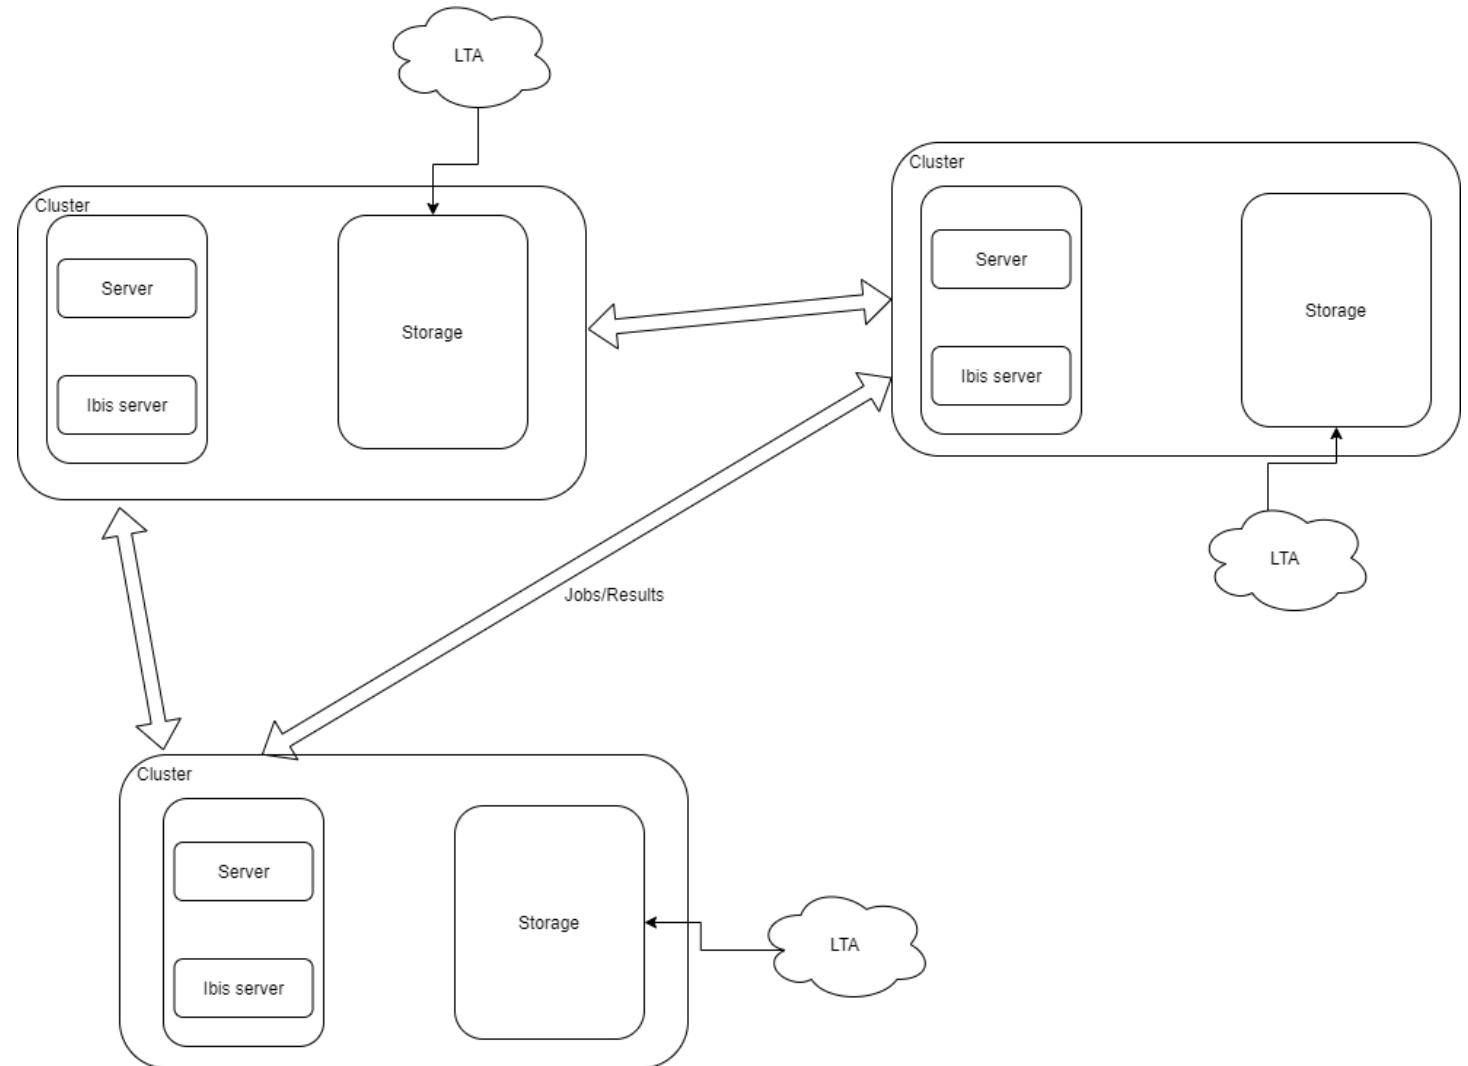 LTA
Cluster
Server
Storage
Ibis server
Cluster
Server
Storage
Ibis server
LTA
Jobs/Results
Cluster
Server
Storage
Ibis server
LTA